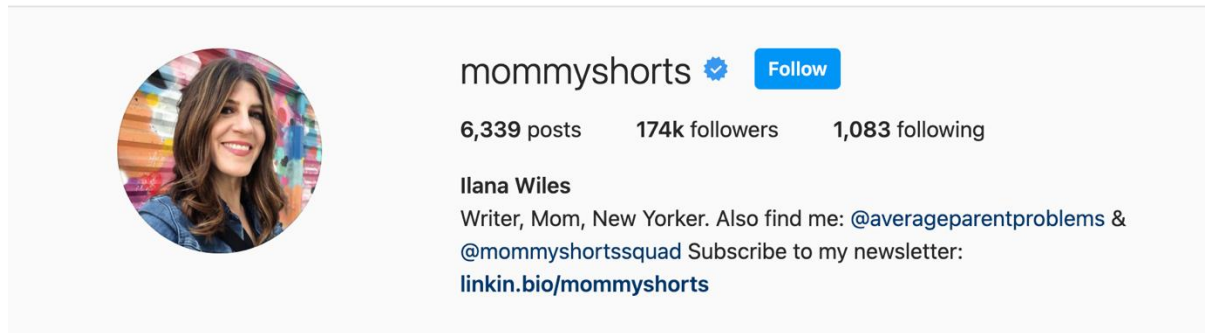 mommyshorts Follow
6,339 posts 174k followers 1,083 following
Ilana Wiles
Writer, Mom, New Yorker. Also find me: @averageparentproblems &
@mommyshortssquad Subscribe to my newsletter:
linkin.bio/mommyshorts